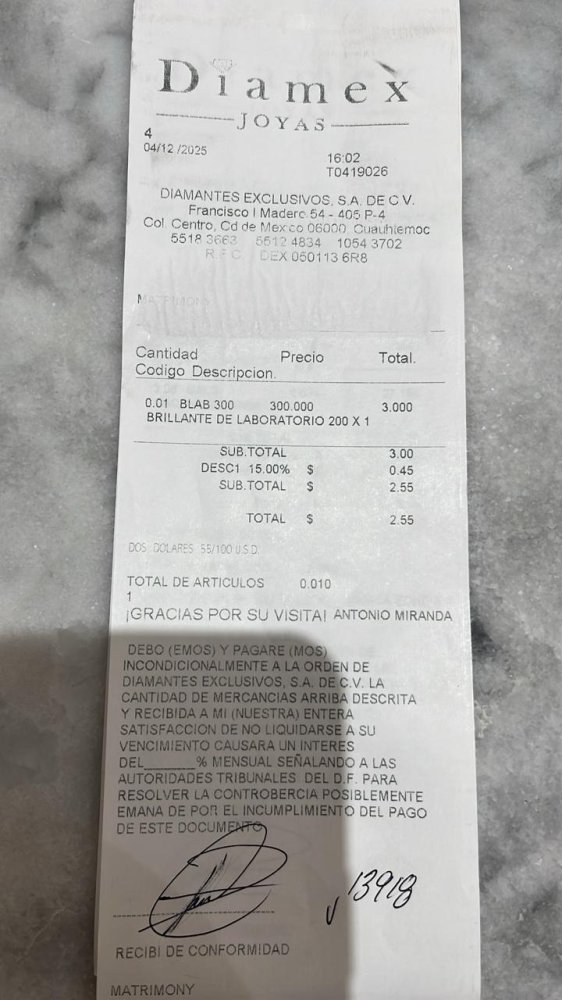 Diamex
JOYAS
4
04/12/2025
16:02
T0419026
DIAMANTES EXCLUSIVOS, S.A. DE C V.
Francisco I Madero 54 - 405 P-4
Col. Centro, Cd de Mexico 06000 Cuauhtemoc
5518 3663 5512 4834 1054 3702
R F C DEX 050113 6R8
MATRIMONY
Cantidad Precio Total.
Codigo Descripcion.
0.01 BLAB 300 300.000 3.000
BRILLANTE DE LABORATORIO 200 X 1
SUB.TOTAL 3.00
DESC1 15.00% $ 0.45
SUB.TOTAL $ 2.55
TOTAL $ 2.55
DOS DOLARES 55/100 U.S.D.
TOTAL DE ARTICULOS 0.010
1
¡GRACIAS POR SU VISITA! ANTONIO MIRANDA
DEBO (EMOS) Y PAGARE (MOS)
INCONDICIONALMENTE A LA ORDEN DE
DIAMANTES EXCLUSIVOS, S.A. DE C.V. LA
CANTIDAD DE MERCANCIAS ARRIBA DESCRITA
Y RECIBIDA A MI (NUESTRA) ENTERA
SATISFACCION DE NO LIQUIDARSE A SU
VENCIMIENTO CAUSARA UN INTERES
DEL______% MENSUAL SEÑALANDO A LAS
AUTORIDADES TRIBUNALES DEL D.F. PARA
RESOLVER LA CONTROBERCIA POSIBLEMENTE
EMANA DE POR EL INCUMPLIMIENTO DEL PAGO
DE ESTE DOCUMENTO
13918
RECIBI DE CONFORMIDAD
MATRIMONY